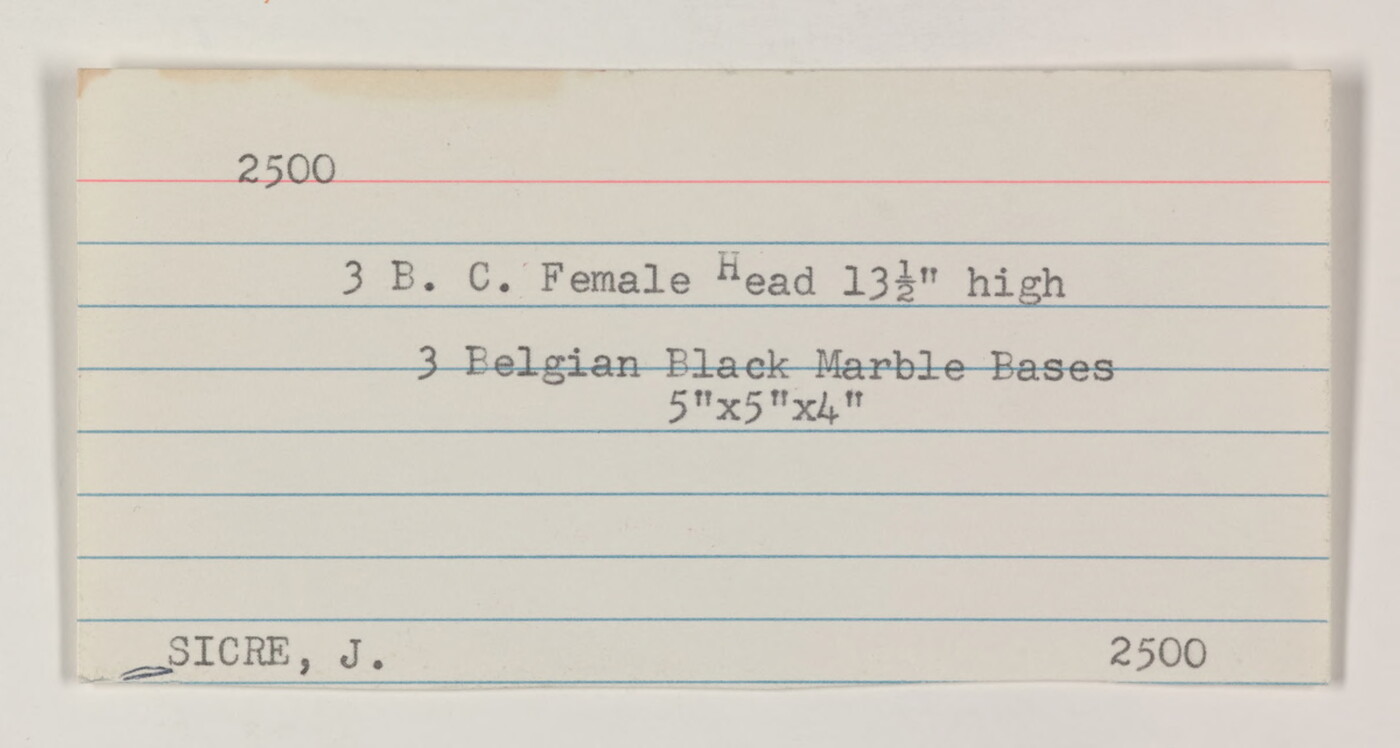 2500
3 B. C. Female Head 13½" high
3 Belgian Black Marble Bases
5"x5"x4"
SICRE, J. 2500